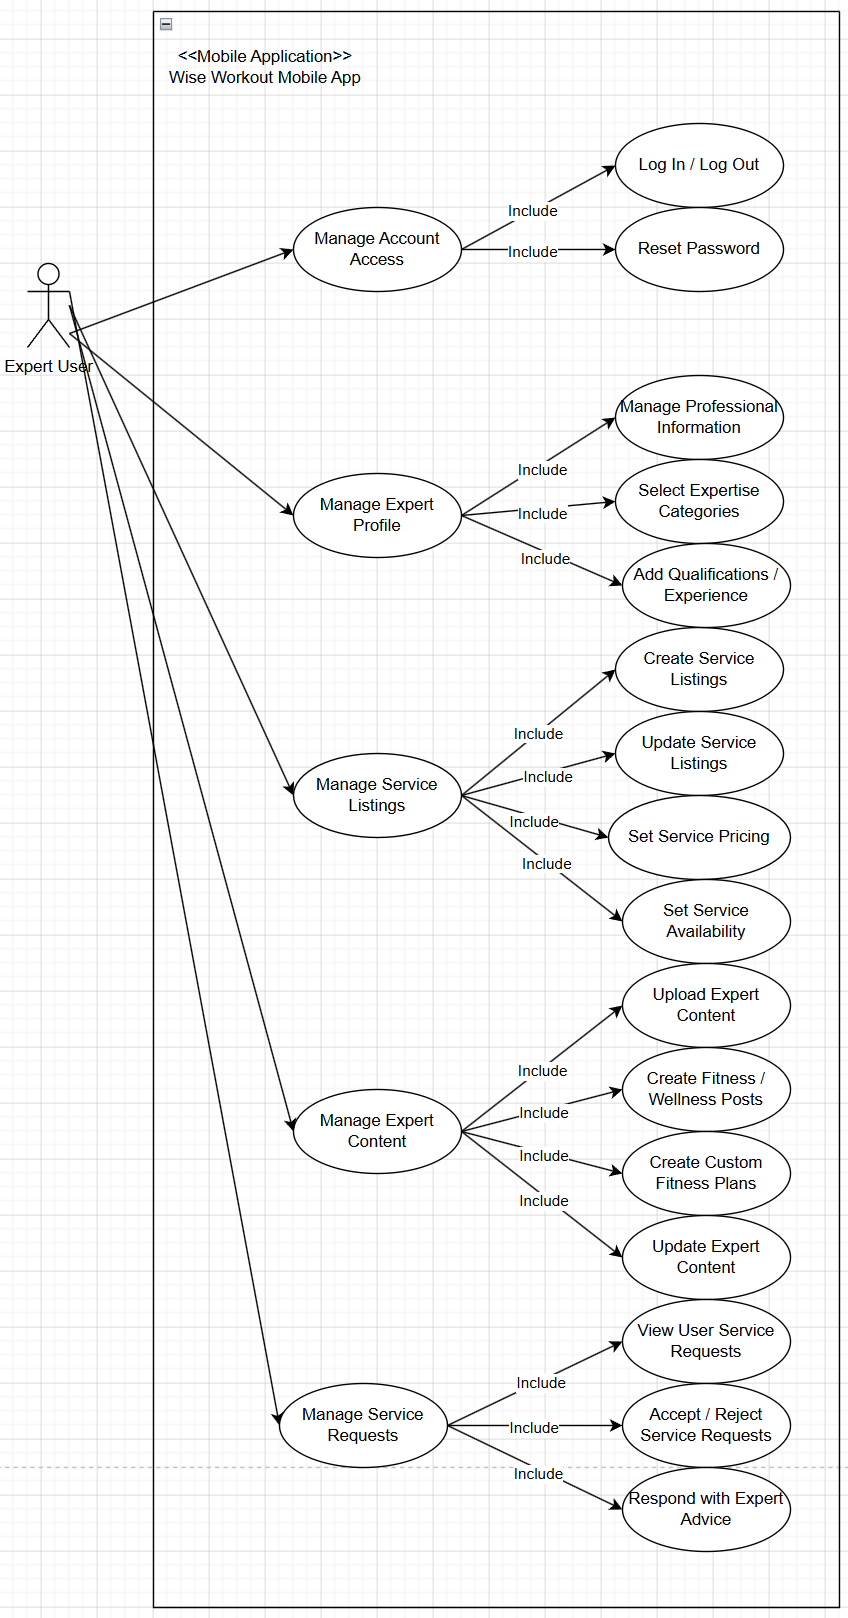 <<Mobile Application>>
Wise Workout Mobile App
Log In / Log Out
Include
Manage Account
Access
Include
Reset Password
Expert User
Manage Professional
Information
Include
Select Expertise
Categories
Manage Expert
Profile
Include
Include
Add Qualifications /
Experience
Create Service
Listings
Include
Update Service
Listings
Manage Service
Listings
Include
Include
Set Service Pricing
Include
Set Service
Availability
Upload Expert
Content
Include
Create Fitness /
Wellness Posts
Manage Expert
Content
Include
Include
Create Custom
Fitness Plans
Include
Update Expert
Content
View User Service
Requests
Include
Manage Service
Requests
Include
Accept / Reject
Service Requests
Include
Respond with Expert
Advice